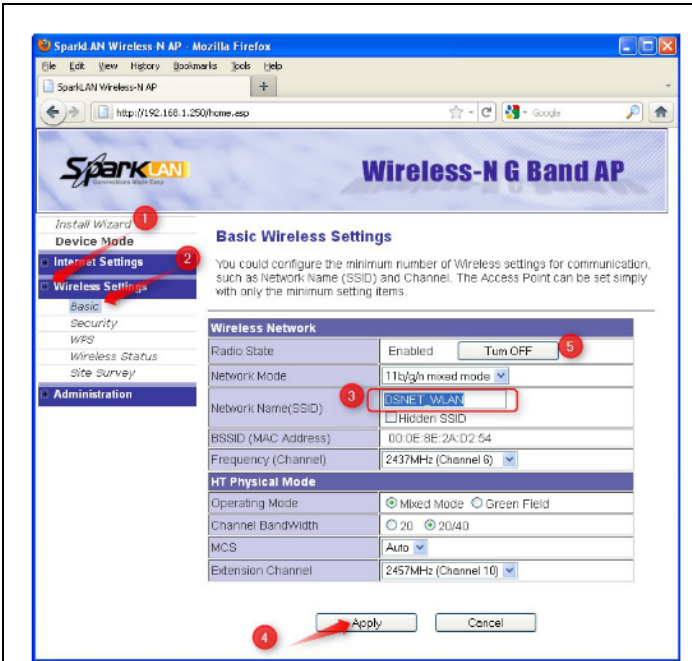 SparkLAN Wireless-N AP - Mozilla Firefox
File Edit View History Bookmarks Tools Help
SparkLAN Wireless-N AP +
http://192.168.1.250/home.asp Google
SparkLAN Wireless-N G Band AP
Connections Made Easy
Install Wizard 1
Device Mode
Basic Wireless Settings
Internet Settings 2
You could configure the minimum number of Wireless settings for communication,
such as Network Name (SSID) and Channel. The Access Point can be set simply
with only the minimum setting items.
Wireless Settings
Basic
Security
WPS
Wireless Status
Site Survey
Administration
Wireless Network
Radio State Enabled Turn OFF 5
Network Mode 11b/g/n mixed mode
Network Name(SSID) 3 DSNET_WLAN
Hidden SSID
BSSID (MAC Address) 00:0E:8E:2A:D2:54
Frequency (Channel) 2437MHz (Channel 6)
HT Physical Mode
Operating Mode Mixed Mode Green Field
Channel BandWidth 20 20/40
MCS Auto
Extension Channel 2457MHz (Channel 10)
4 Apply Cancel